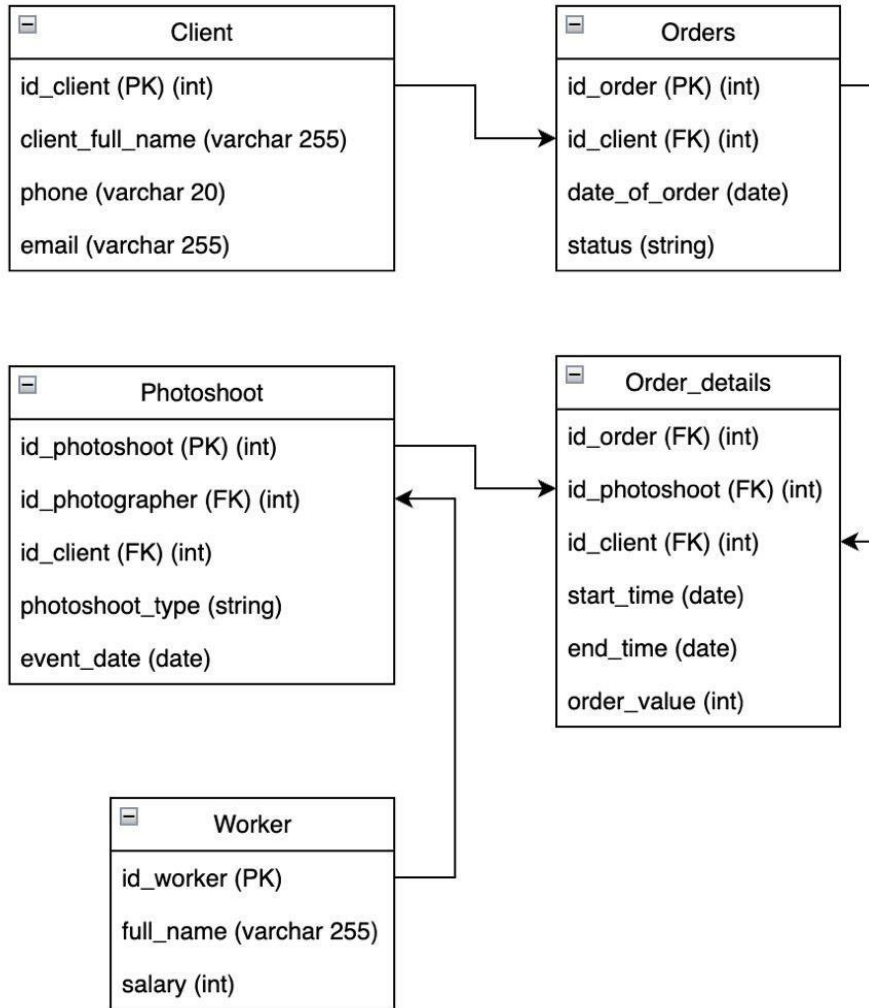 Client
id_client (PK) (int)
client_full_name (varchar 255)
phone (varchar 20)
email (varchar 255)
Orders
id_order (PK) (int)
id_client (FK) (int)
date_of_order (date)
status (string)
Photoshoot
id_photoshoot (PK) (int)
id_photographer (FK) (int)
id_client (FK) (int)
photoshoot_type (string)
event_date (date)
Order_details
id_order (FK) (int)
id_photoshoot (FK) (int)
id_client (FK) (int)
start_time (date)
end_time (date)
order_value (int)
Worker
id_worker (PK)
full_name (varchar 255)
salary (int)